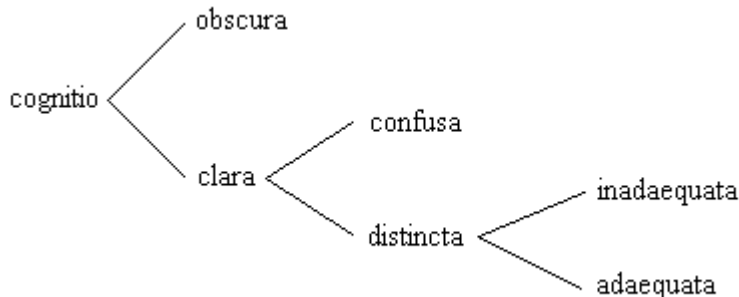 obscura
cognitio
confusa
clara
inadaequata
distincta
adaequata